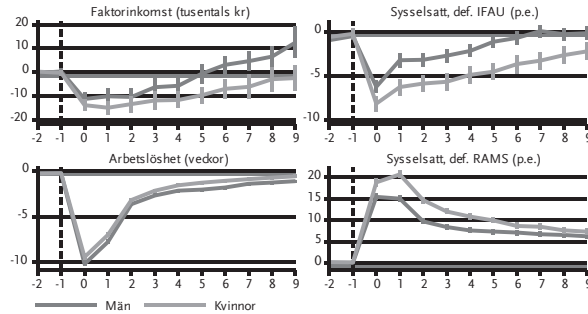 Faktorinkomst (tusentals kr)
20
10
0
-10
-20
-2 -1 0 1 2 3 4 5 6 7 8 9
Sysselsatt, def. IFAU (p.e.)
0
-5
-10
-2 -1 0 1 2 3 4 5 6 7 8 9
Arbetslöshet (veckor)
0
-5
-10
-2 -1 0 1 2 3 4 5 6 7 8 9
Sysselsatt, def. RAMS (p.e.)
20
15
10
5
0
-2 -1 0 1 2 3 4 5 6 7 8 9
Män Kvinnor